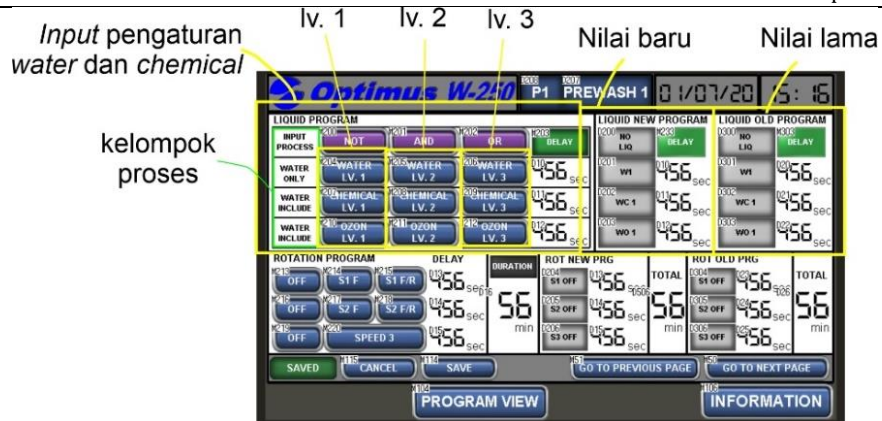 lv. 1 lv. 2 lv. 3
Input pengaturan
water dan chemical
Nilai baru Nilai lama
kelompok
proses
Optimus W-250 P1 PREWASH 1 01/07/20 15:16
LIQUID PROGRAM LIQUID NEW PROGRAM LIQUID OLD PROGRAM
INPUT PROCESS NOT AND OR DELAY NO LIQ DELAY NO LIQ DELAY
WATER ONLY WATER LV. 1 WATER LV. 2 WATER LV. 3 456 sec W1 456 sec W1 456 sec
WATER INCLUDE CHEMICAL LV. 1 CHEMICAL LV. 2 CHEMICAL LV. 3 456 sec WC 1 456 sec WC 1 456 sec
WATER INCLUDE OZON LV. 1 OZON LV. 2 OZON LV. 3 456 sec WO 1 456 sec WO 1 456 sec
ROTATION PROGRAM DELAY DURATION ROT NEW PRG TOTAL ROT OLD PRG TOTAL
OFF S1 F S1 F/R 456 sec S1 OFF 456 sec S1 OFF 456 sec
OFF S2 F S2 F/R 456 sec 56 min S2 OFF 456 sec 56 min S2 OFF 456 sec 56 min
OFF SPEED 3 456 sec S3 OFF 456 sec S3 OFF 456 sec
SAVED CANCEL SAVE GO TO PREVIOUS PAGE GO TO NEXT PAGE
PROGRAM VIEW INFORMATION